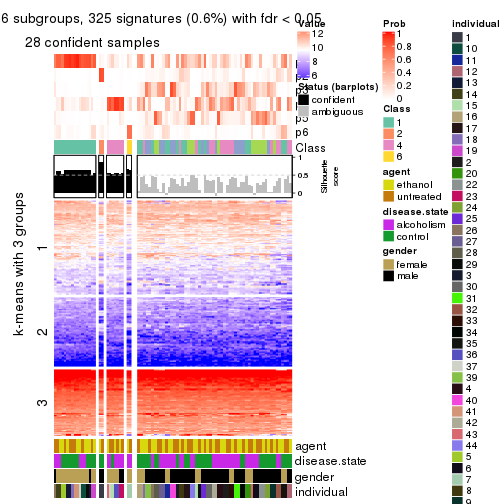 6 subgroups, 325 signatures (0.6%) with fdr < 0.05
28 confident samples
k-means with 3 groups
1
2
3
p3
p5
p6
Class
1
0.5
0
Silhouette
score
agent
disease.state
gender
individual
Value
12
10
8
6
Status (barplots)
confident
ambiguous
Prob
1
0.8
0.6
0.4
0.2
0
Class
1
2
4
6
agent
ethanol
untreated
disease.state
alcoholism
control
gender
female
male
individual
1
10
11
12
13
14
15
16
17
18
19
2
20
22
23
24
25
26
27
28
29
3
30
31
32
33
34
35
36
37
39
4
40
41
42
43
44
5
6
7
8
9